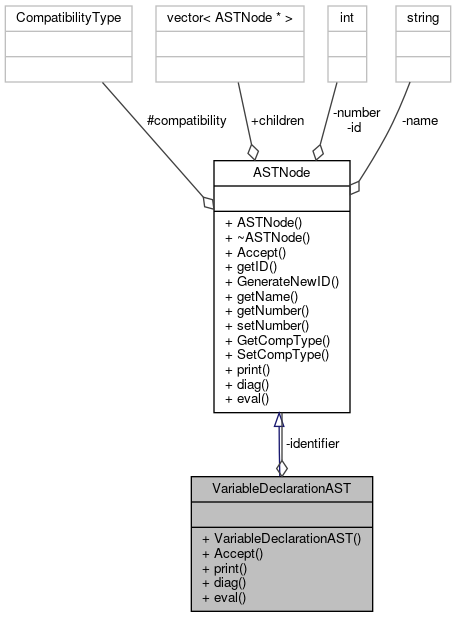 CompatibilityType
vector< ASTNode * >
int
string
#compatibility
+children
-number
-id
-name
ASTNode
+ ASTNode()
+ ~ASTNode()
+ Accept()
+ getID()
+ GenerateNewID()
+ getName()
+ getNumber()
+ setNumber()
+ GetCompType()
+ SetCompType()
+ print()
+ diag()
+ eval()
-identifier
VariableDeclarationAST
+ VariableDeclarationAST()
+ Accept()
+ print()
+ diag()
+ eval()